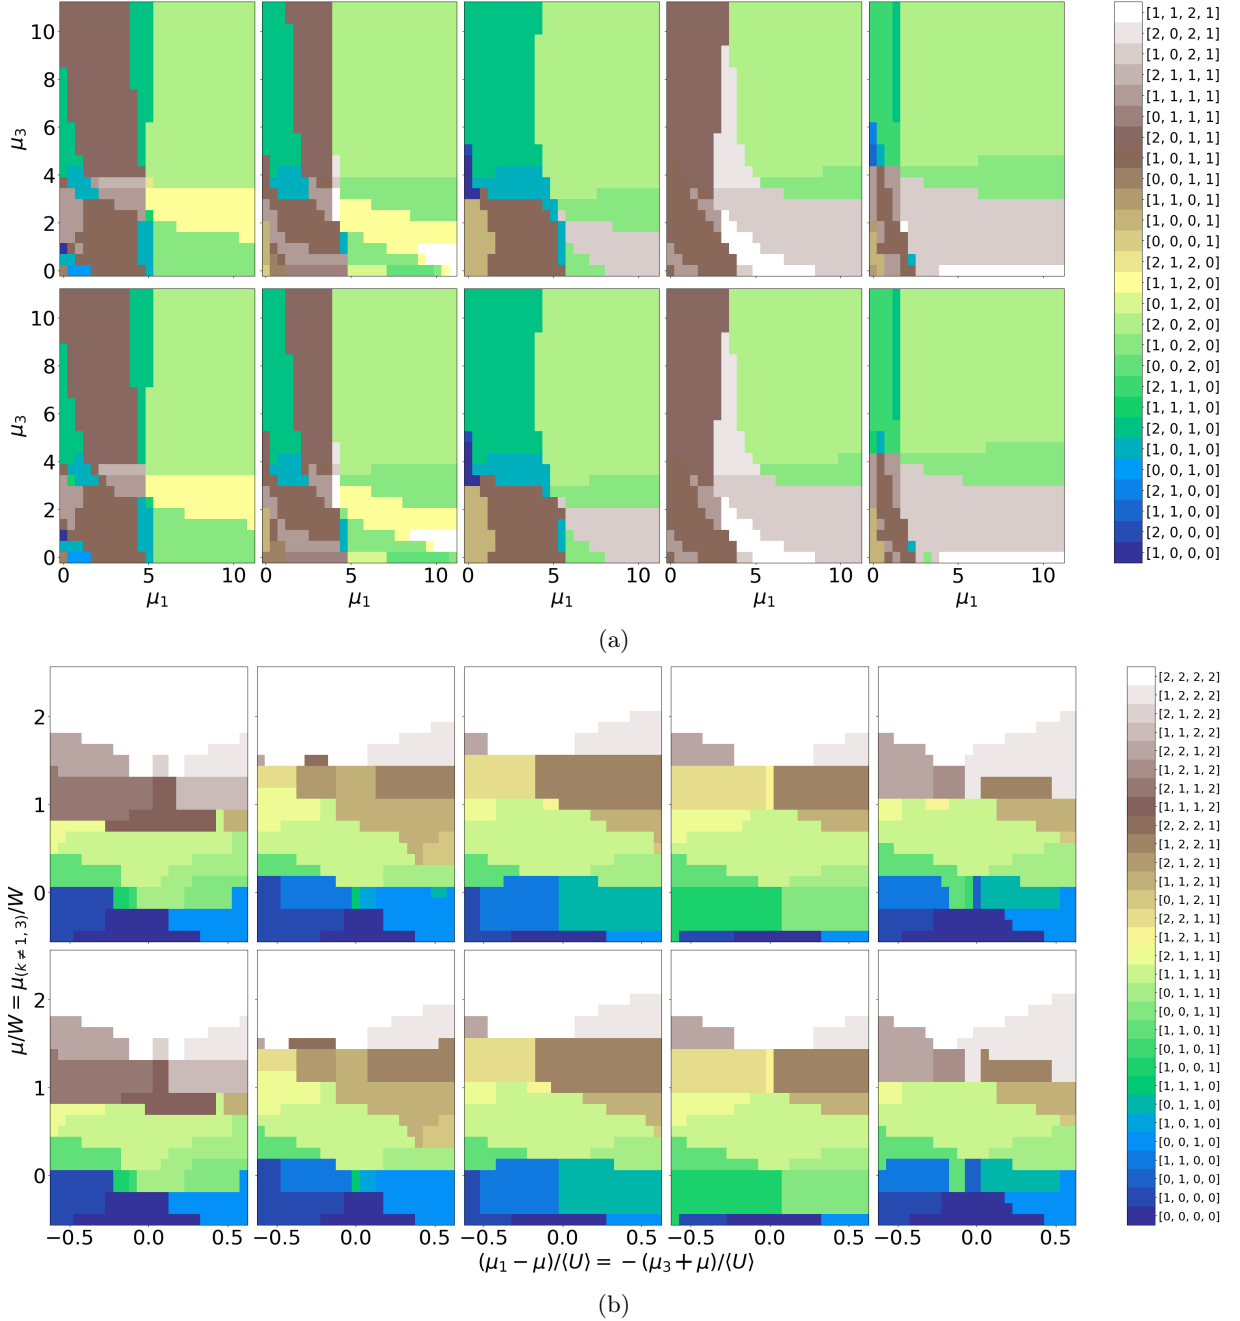 10
8
6
4
2
0
μ₃
10
8
6
4
2
0
μ₃
0 5 10 0 5 10 0 5 10 0 5 10 0 5 10
μ₁ μ₁ μ₁ μ₁ μ₁
[1, 1, 2, 1]
[2, 0, 2, 1]
[1, 0, 2, 1]
[2, 1, 1, 1]
[1, 1, 1, 1]
[0, 1, 1, 1]
[2, 0, 1, 1]
[1, 0, 1, 1]
[0, 0, 1, 1]
[1, 1, 0, 1]
[1, 0, 0, 1]
[0, 0, 0, 1]
[2, 1, 2, 0]
[1, 1, 2, 0]
[0, 1, 2, 0]
[2, 0, 2, 0]
[1, 0, 2, 0]
[0, 0, 2, 0]
[2, 1, 1, 0]
[1, 1, 1, 0]
[2, 0, 1, 0]
[1, 0, 1, 0]
[0, 0, 1, 0]
[2, 1, 0, 0]
[1, 1, 0, 0]
[2, 0, 0, 0]
[1, 0, 0, 0]
(a)
2
1
0
2
1
0
μ/W = μ(k≠1, 3)/W
−0.5 0.0 0.5 −0.5 0.0 0.5 −0.5 0.0 0.5 −0.5 0.0 0.5 −0.5 0.0 0.5
(μ₁ − μ)/⟨U⟩ = − (μ₃ + μ)/⟨U⟩
[2, 2, 2, 2]
[1, 2, 2, 2]
[2, 1, 2, 2]
[1, 1, 2, 2]
[2, 2, 1, 2]
[1, 2, 1, 2]
[2, 1, 1, 2]
[1, 1, 1, 2]
[2, 2, 2, 1]
[1, 2, 2, 1]
[2, 1, 2, 1]
[1, 1, 2, 1]
[0, 1, 2, 1]
[2, 2, 1, 1]
[1, 2, 1, 1]
[2, 1, 1, 1]
[1, 1, 1, 1]
[0, 1, 1, 1]
[0, 0, 1, 1]
[1, 1, 0, 1]
[0, 1, 0, 1]
[1, 0, 0, 1]
[1, 1, 1, 0]
[0, 1, 1, 0]
[1, 0, 1, 0]
[0, 0, 1, 0]
[1, 1, 0, 0]
[0, 1, 0, 0]
[1, 0, 0, 0]
[0, 0, 0, 0]
(b)